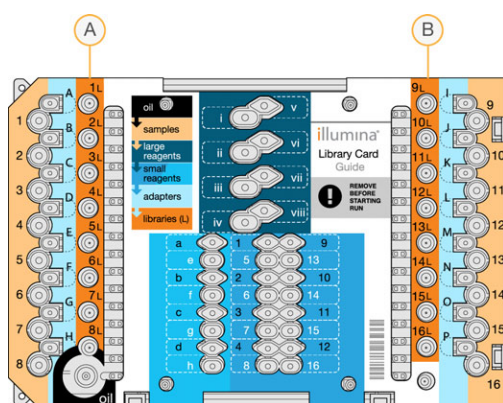 A
B
1L
2L
3L
4L
5L
6L
7L
8L
A
B
C
D
E
F
G
H
1
2
3
4
5
6
7
8
oil
oil
samples
large
reagents
small
reagents
adapters
libraries (L)
i
ii
iii
iv
v
vi
vii
viii
a
e
b
f
c
g
d
h
1
5
2
6
3
7
4
8
9
13
10
14
11
15
12
16
illumina
Library Card
Guide
REMOVE
BEFORE
STARTING
RUN
9L
10L
11L
12L
13L
14L
15L
16L
I
J
K
L
M
N
O
P
9
10
11
12
13
14
15
16